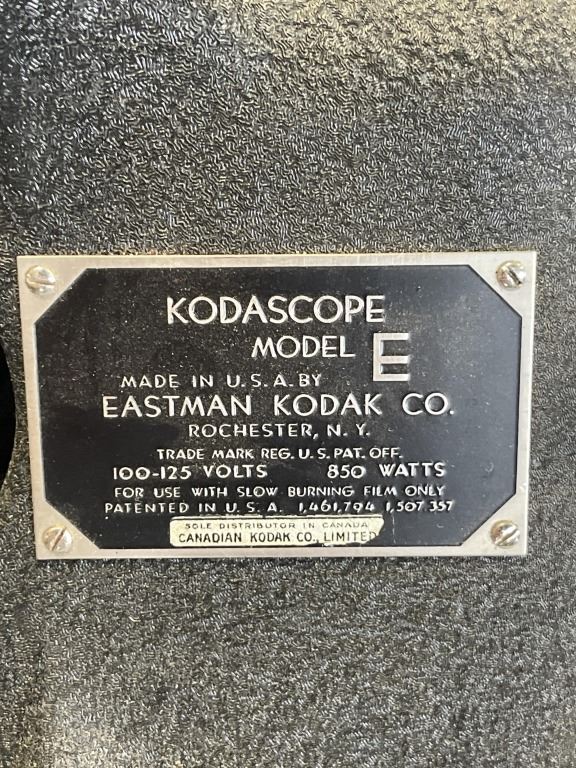 KODASCOPE
MODEL E
MADE IN U.S.A. BY
EASTMAN KODAK CO.
ROCHESTER, N. Y.
TRADE MARK REG. U.S. PAT. OFF.
100-125 VOLTS 850 WATTS
FOR USE WITH SLOW BURNING FILM ONLY
PATENTED IN U.S.A. 1,461,794 1,507,357
SOLE DISTRIBUTOR IN CANADA
CANADIAN KODAK CO., LIMITED